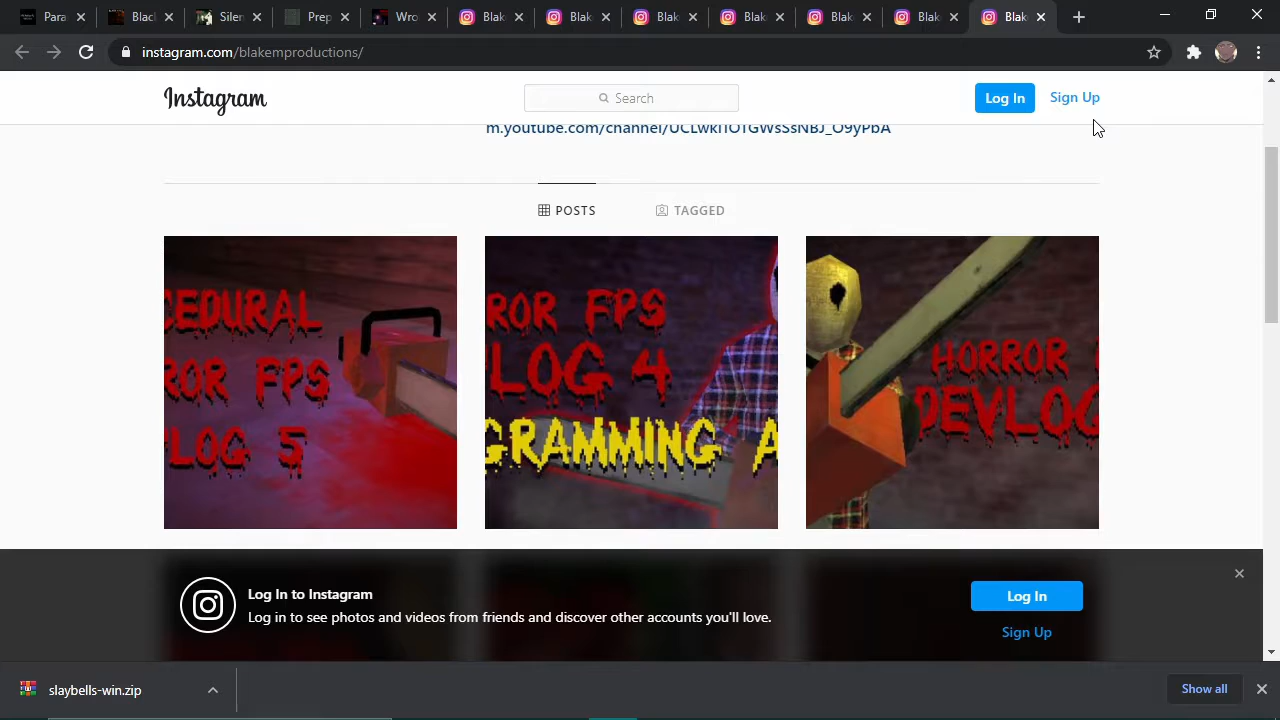 Para
Black
Silen
Prep
Wro
Blak
Blak
Blak
Blak
Blak
Blak
Blak
instagram.com/blakemproductions/
Instagram
Search
Log In
Sign Up
POSTS
TAGGED
CEDURAL
ROR FPS
LOG 5
ROR FPS
LOG 4
GRAMMING A
HORROR
DEVLOG
Log In to Instagram
Log in to see photos and videos from friends and discover other accounts you'll love.
Log In
Sign Up
slaybells-win.zip
Show all